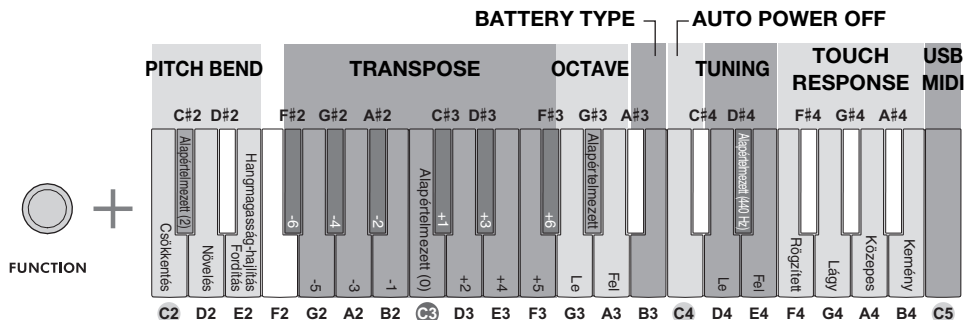 BATTERY TYPE AUTO POWER OFF
PITCH BEND TRANSPOSE OCTAVE TUNING TOUCH RESPONSE USB MIDI
C#2 D#2 F#2 G#2 A#2 C#3 D#3 F#3 G#3 A#3 C#4 D#4 F#4 G#4 A#4
Csökkentés
Alapértelmezett (2)
Növelés
Hangmagasság-hajlítás
Fordítás
-6
-5
-4
-3
-2
-1
Alapértelmezett (0)
+1
+2
+3
+4
+5
+6
Le
Alapértelmezett
Fel
Le
Alapértelmezett (440 Hz)
Fel
Rögzített
Lágy
Közepes
Kemény
FUNCTION
C2 D2 E2 F2 G2 A2 B2 C3 D3 E3 F3 G3 A3 B3 C4 D4 E4 F4 G4 A4 B4 C5